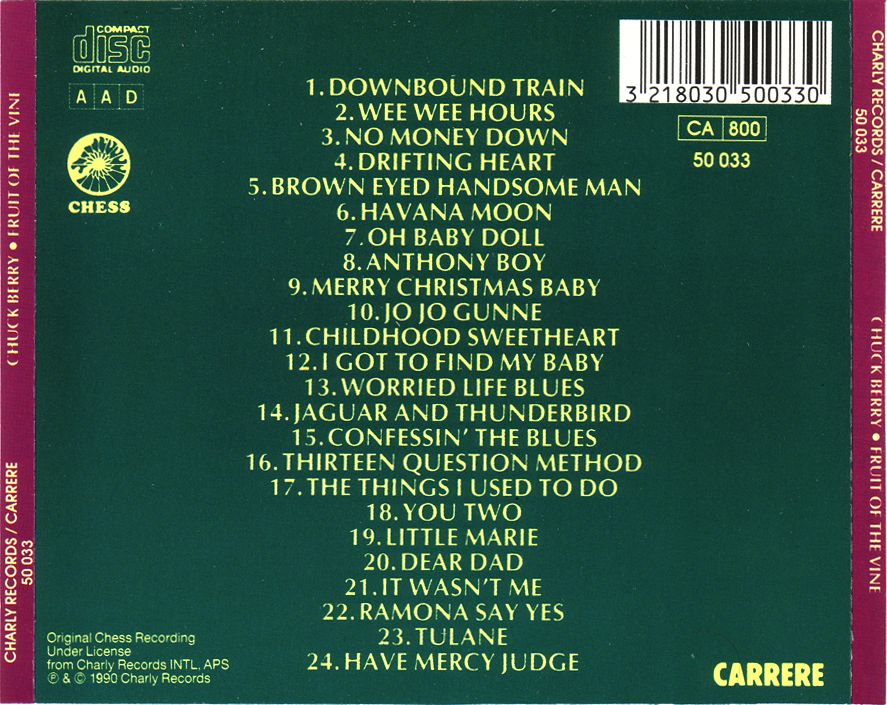 COMPACT
disc
DIGITAL AUDIO
A A D
CHESS
3 218030 500330
CA 800
50 033
1. DOWNBOUND TRAIN
2. WEE WEE HOURS
3. NO MONEY DOWN
4. DRIFTING HEART
5. BROWN EYED HANDSOME MAN
6. HAVANA MOON
7. OH BABY DOLL
8. ANTHONY BOY
9. MERRY CHRISTMAS BABY
10. JO JO GUNNE
11. CHILDHOOD SWEETHEART
12. I GOT TO FIND MY BABY
13. WORRIED LIFE BLUES
14. JAGUAR AND THUNDERBIRD
15. CONFESSIN' THE BLUES
16. THIRTEEN QUESTION METHOD
17. THE THINGS I USED TO DO
18. YOU TWO
19. LITTLE MARIE
20. DEAR DAD
21. IT WASN'T ME
22. RAMONA SAY YES
23. TULANE
24. HAVE MERCY JUDGE
Original Chess Recording
Under License
from Charly Records INTL, APS
℗ & © 1990 Charly Records
CARRERE
CHUCK BERRY • FRUIT OF THE VINE
CHARLY RECORDS / CARRERE
50 033
CHARLY RECORDS / CARRERE
50 033
CHUCK BERRY • FRUIT OF THE VINE